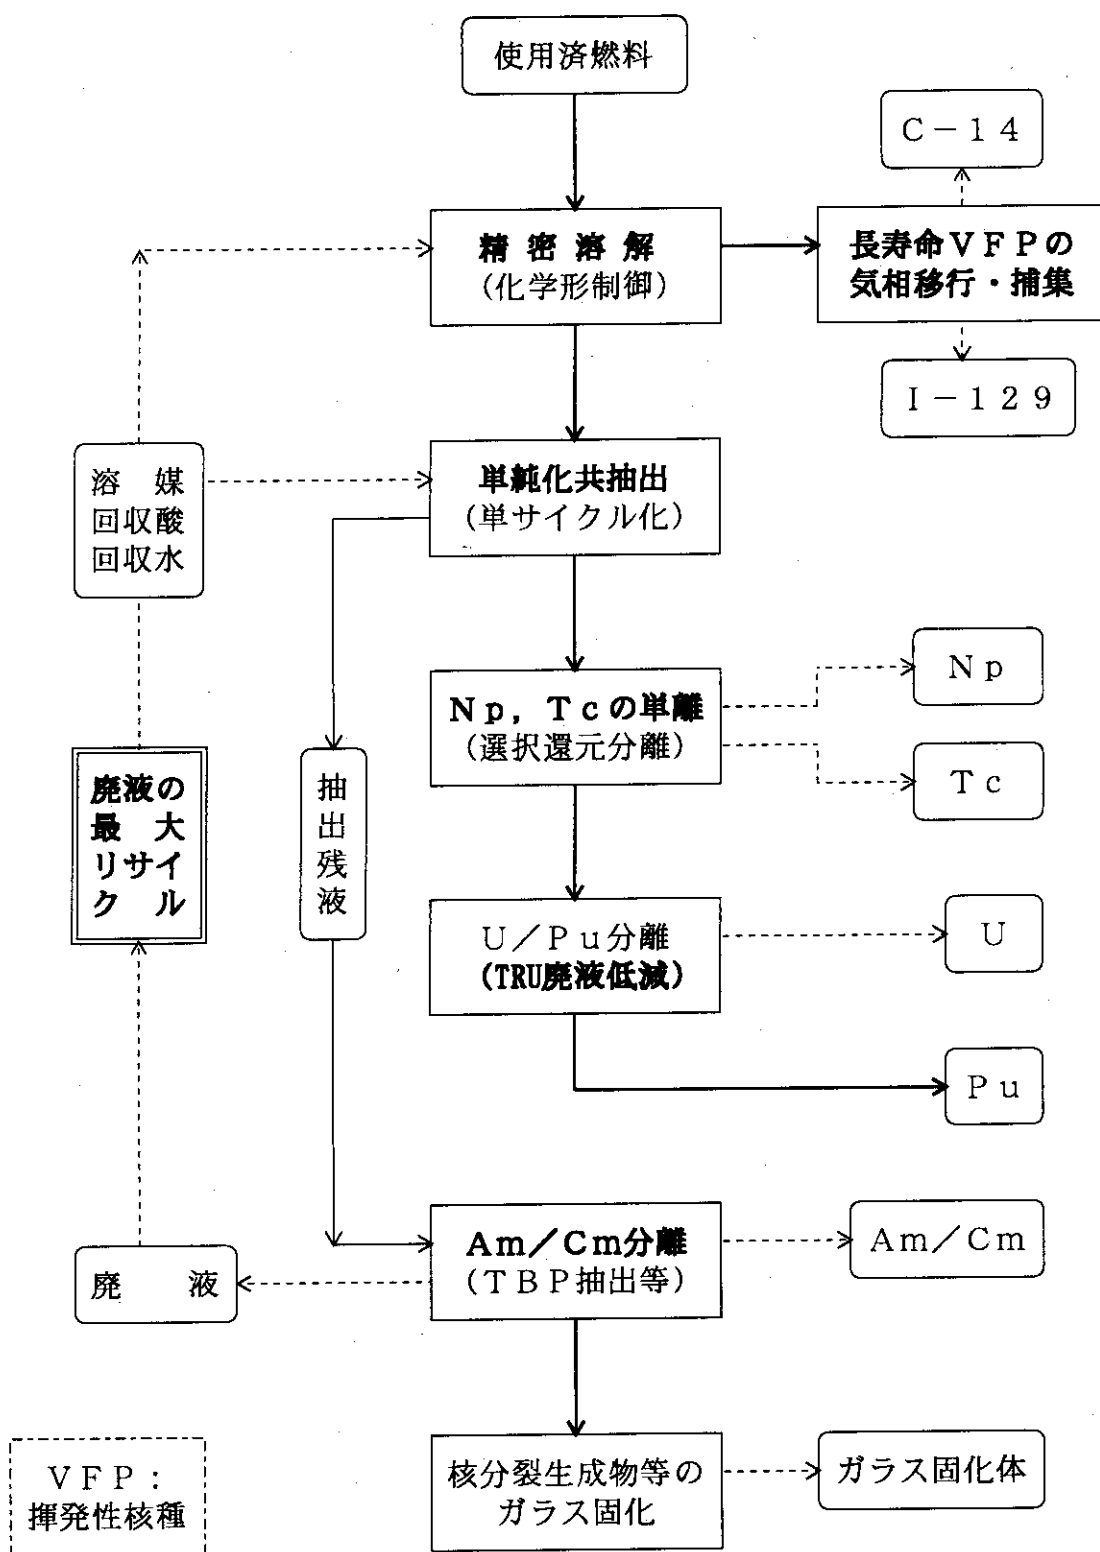 使用済燃料
C－14
精密溶解
(化学形制御)
長寿命VFPの
気相移行・捕集
I－129
溶　媒
回収酸
回収水
単純化共抽出
(単サイクル化)
Np，Tcの単離
(選択還元分離)
Np
Tc
廃液の
最　大
リサイ
ク　ル
抽
出
残
液
U／Pu分離
(TRU廃液低減)
U
Pu
Am／Cm分離
(TBP抽出等)
Am／Cm
廃　　液
核分裂生成物等の
ガラス固化
ガラス固化体
VFP：
揮発性核種